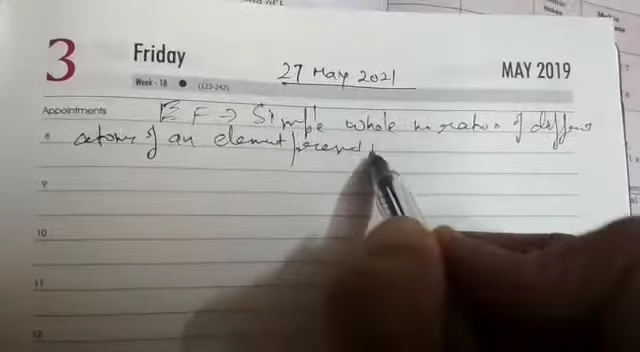 3 Friday 27 May 2021 MAY 2019
Week - 18 ● (123-242)
Appointments E F → Simple whole no ratio of different
8 atoms of an element present
9
10
11
12